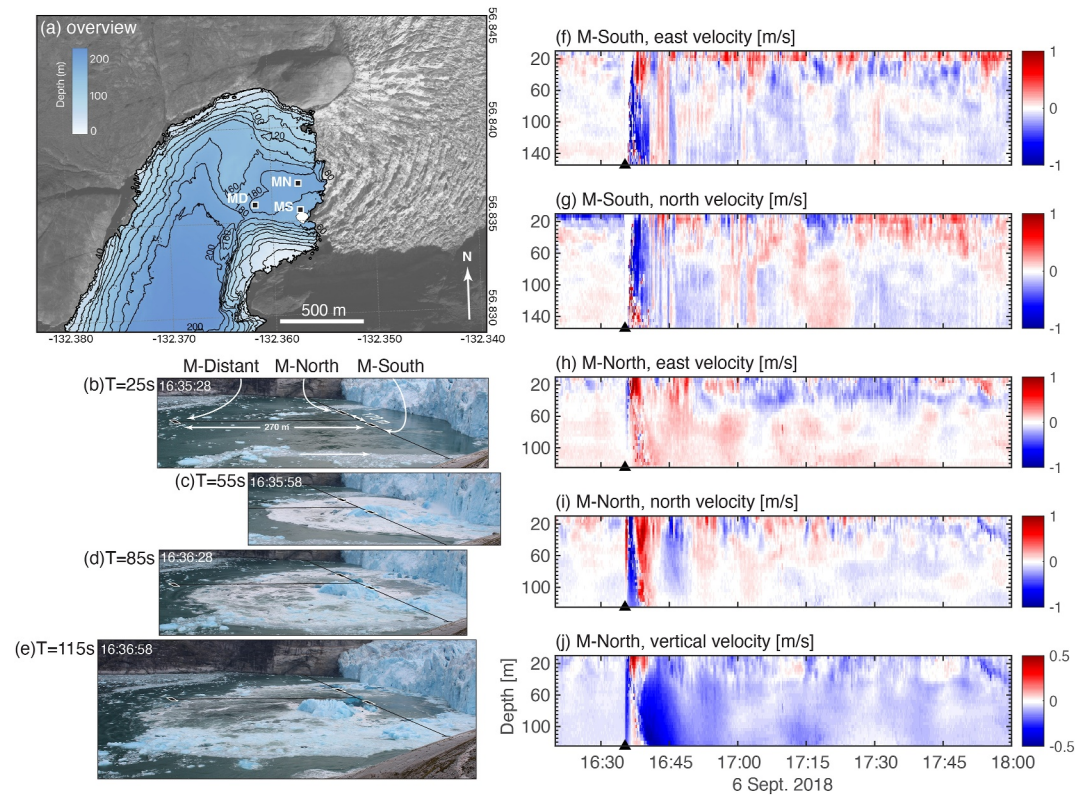 (a) overview
Depth (m)
200
100
0
120
160
180
180
MN
MD
MS
200
200
N
500 m
56.845
56.840
56.835
56.830
-132.380
-132.370
-132.360
-132.350
-132.340
M-Distant M-North M-South
(b)T=25s
16:35:28
270 m
(c)T=55s
16:35:58
(d)T=85s
16:36:28
(e)T=115s
16:36:58
(f) M-South, east velocity [m/s]
20
60
100
140
1
0
-1
(g) M-South, north velocity [m/s]
20
60
100
140
1
0
-1
(h) M-North, east velocity [m/s]
20
60
100
1
0
-1
(i) M-North, north velocity [m/s]
20
60
100
1
0
-1
(j) M-North, vertical velocity [m/s]
Depth [m]
20
60
100
0.5
0
-0.5
16:30 16:45 17:00 17:15 17:30 17:45 18:00
6 Sept. 2018